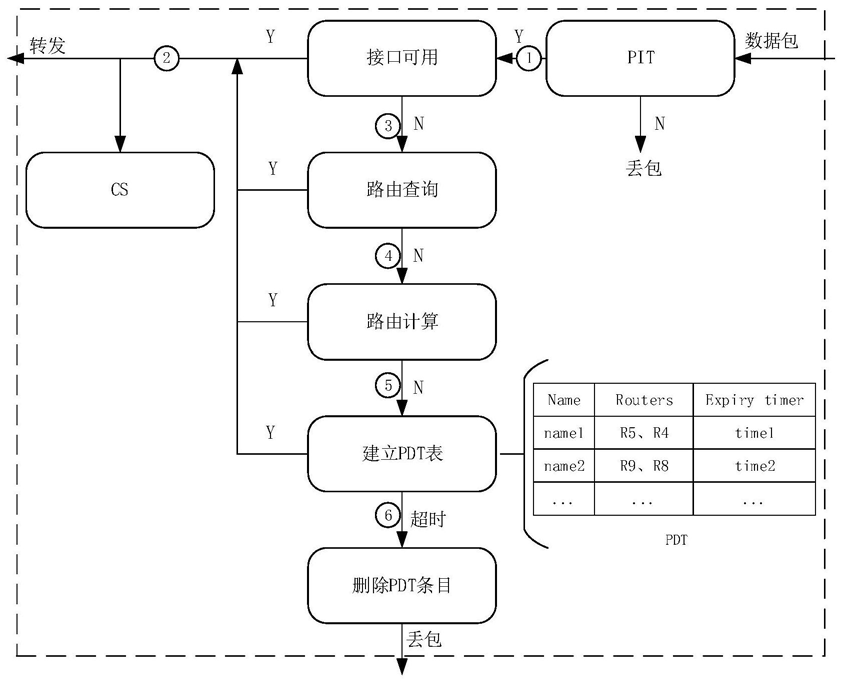 转发
②
Y
接口可用
Y
①
PIT
数据包
③
N
N
丢包
CS
Y
路由查询
④
N
Y
路由计算
⑤
N
Y
建立PDT表
Name Routers Expiry timer
name1 R5、R4 time1
name2 R9、R8 time2
... ... ...
PDT
⑥
超时
删除PDT条目
丢包